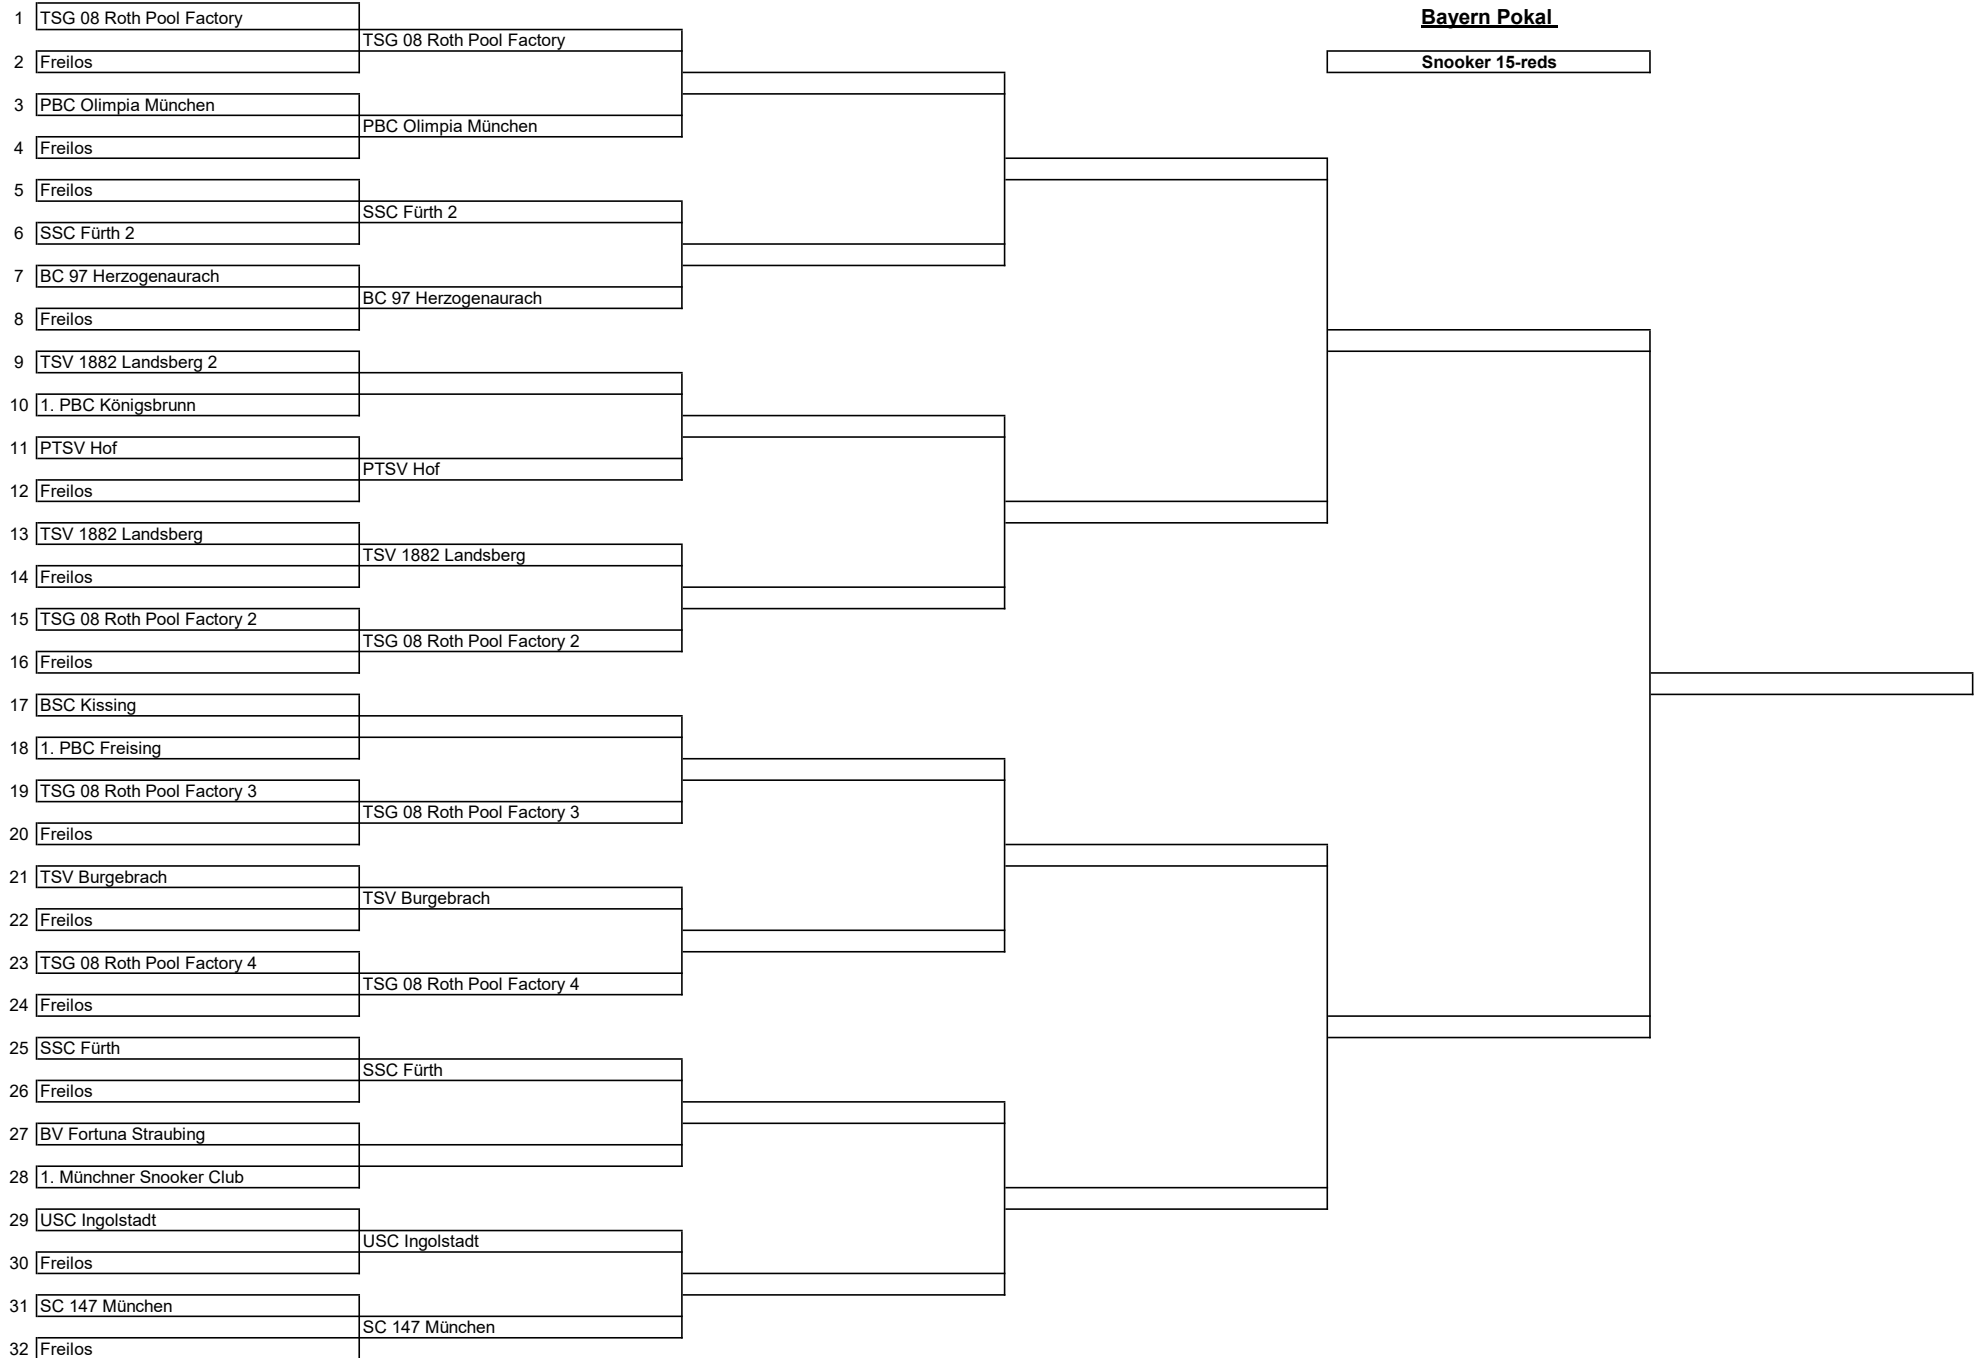 Bayern Pokal
Snooker 15-reds
1 TSG 08 Roth Pool Factory
TSG 08 Roth Pool Factory
2 Freilos
3 PBC Olimpia München
PBC Olimpia München
4 Freilos
5 Freilos
SSC Fürth 2
6 SSC Fürth 2
7 BC 97 Herzogenaurach
BC 97 Herzogenaurach
8 Freilos
9 TSV 1882 Landsberg 2
10 1. PBC Königsbrunn
11 PTSV Hof
PTSV Hof
12 Freilos
13 TSV 1882 Landsberg
TSV 1882 Landsberg
14 Freilos
15 TSG 08 Roth Pool Factory 2
TSG 08 Roth Pool Factory 2
16 Freilos
17 BSC Kissing
18 1. PBC Freising
19 TSG 08 Roth Pool Factory 3
TSG 08 Roth Pool Factory 3
20 Freilos
21 TSV Burgebrach
TSV Burgebrach
22 Freilos
23 TSG 08 Roth Pool Factory 4
TSG 08 Roth Pool Factory 4
24 Freilos
25 SSC Fürth
SSC Fürth
26 Freilos
27 BV Fortuna Straubing
28 1. Münchner Snooker Club
29 USC Ingolstadt
USC Ingolstadt
30 Freilos
31 SC 147 München
SC 147 München
32 Freilos